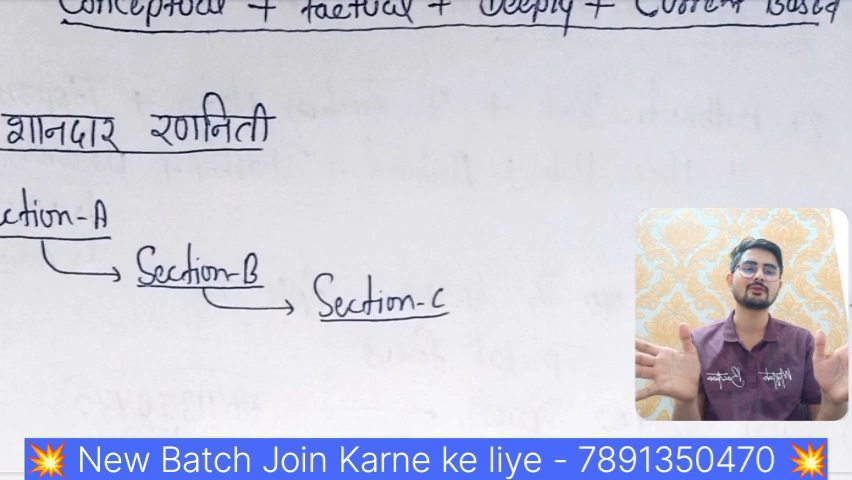 Conceptual + factual + Deeply + Current Based
शानदार रणनिती
ction-A
Section-B
Section-C
💥 New Batch Join Karne ke liye - 7891350470 💥